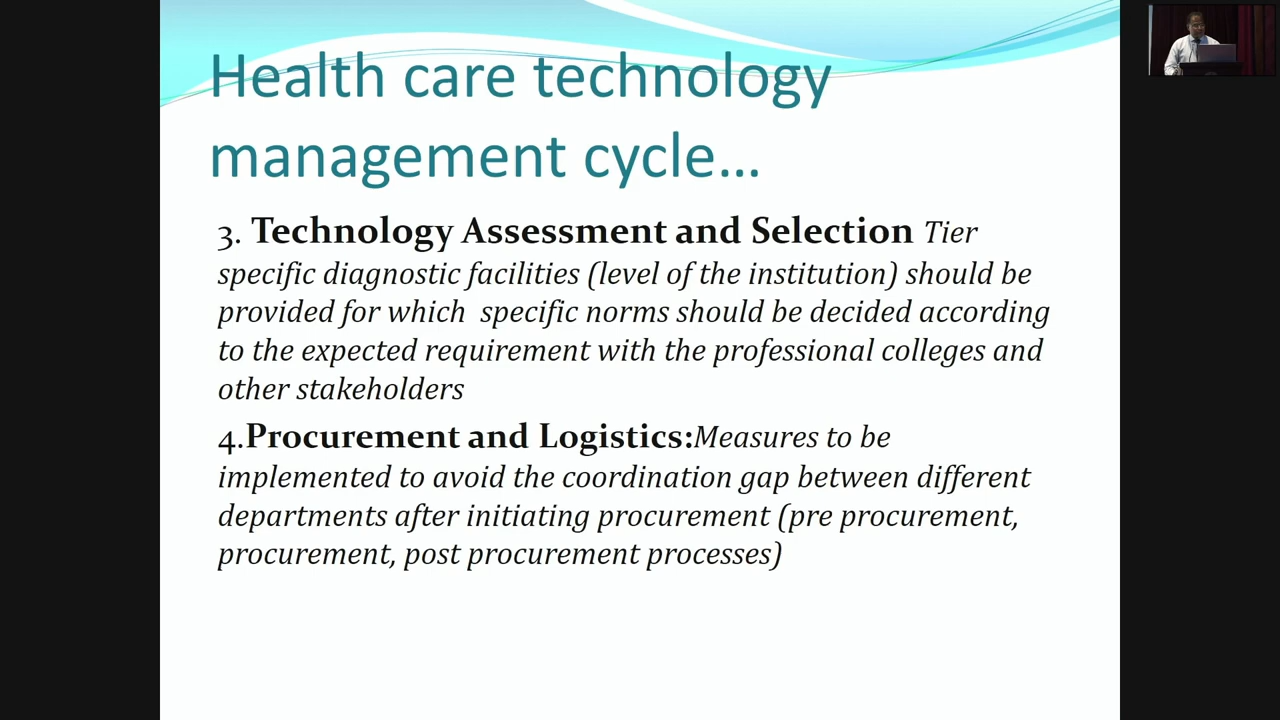 Health care technology
management cycle…
3. Technology Assessment and Selection Tier
specific diagnostic facilities (level of the institution) should be
provided for which specific norms should be decided according
to the expected requirement with the professional colleges and
other stakeholders
4.Procurement and Logistics:Measures to be
implemented to avoid the coordination gap between different
departments after initiating procurement (pre procurement,
procurement, post procurement processes)